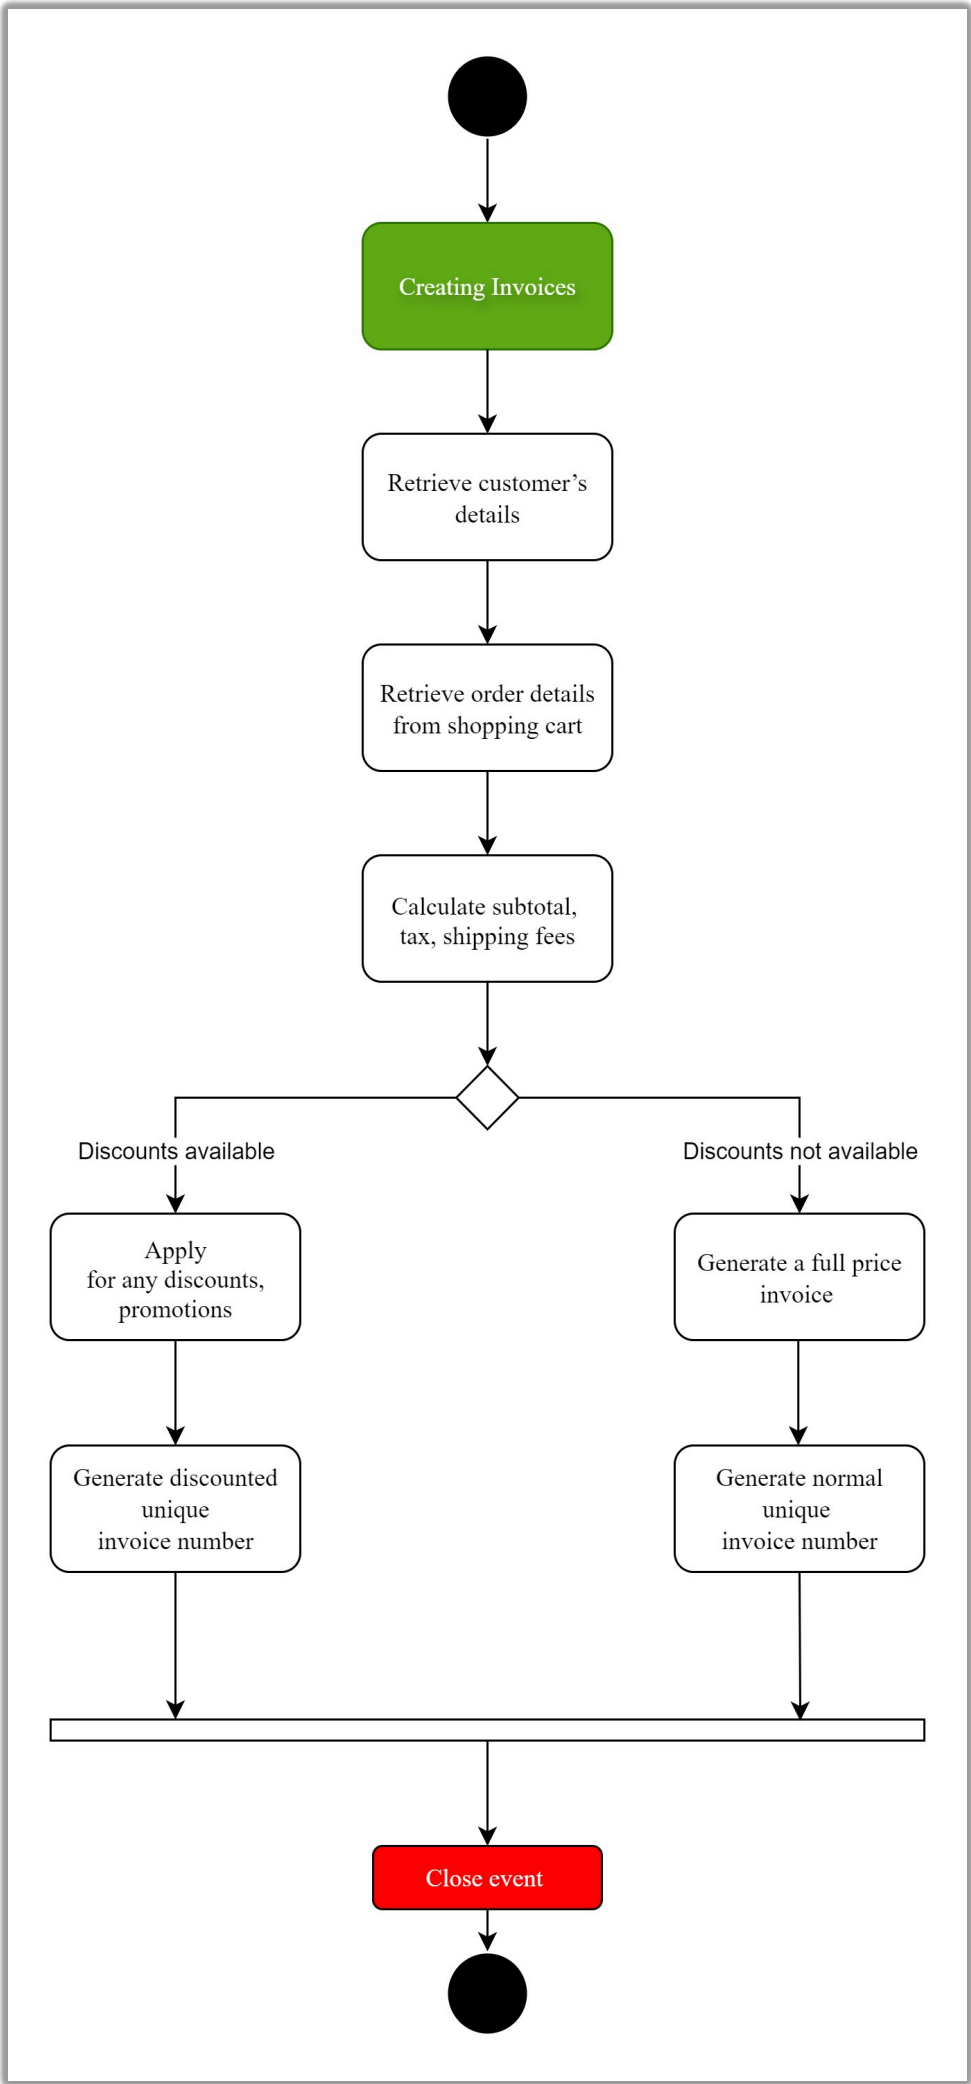 Creating Invoices
Retrieve customer’s
details
Retrieve order details
from shopping cart
Calculate subtotal,
tax, shipping fees
Discounts available
Discounts not available
Apply
for any discounts,
promotions
Generate a full price
invoice
Generate discounted
unique
invoice number
Generate normal
unique
invoice number
Close event